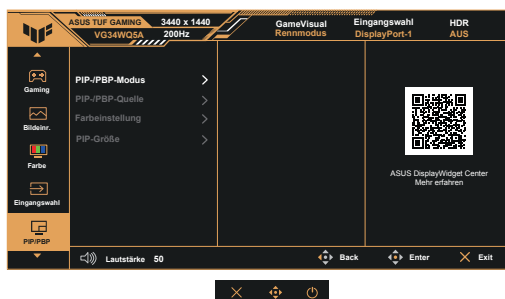 ASUS TUF GAMING 3440 x 1440
VG34WQ5A 200Hz
GameVisual
Rennmodus
Eingangswahl
DisplayPort-1
HDR
AUS
Gaming
Bildeinr.
Farbe
Eingangswahl
PIP/PBP
PIP-/PBP-Modus
PIP-/PBP-Quelle
Farbeinstellung
PIP-Größe
ASUS DisplayWidget Center
Mehr erfahren
Lautstärke 50
Back
Enter
Exit